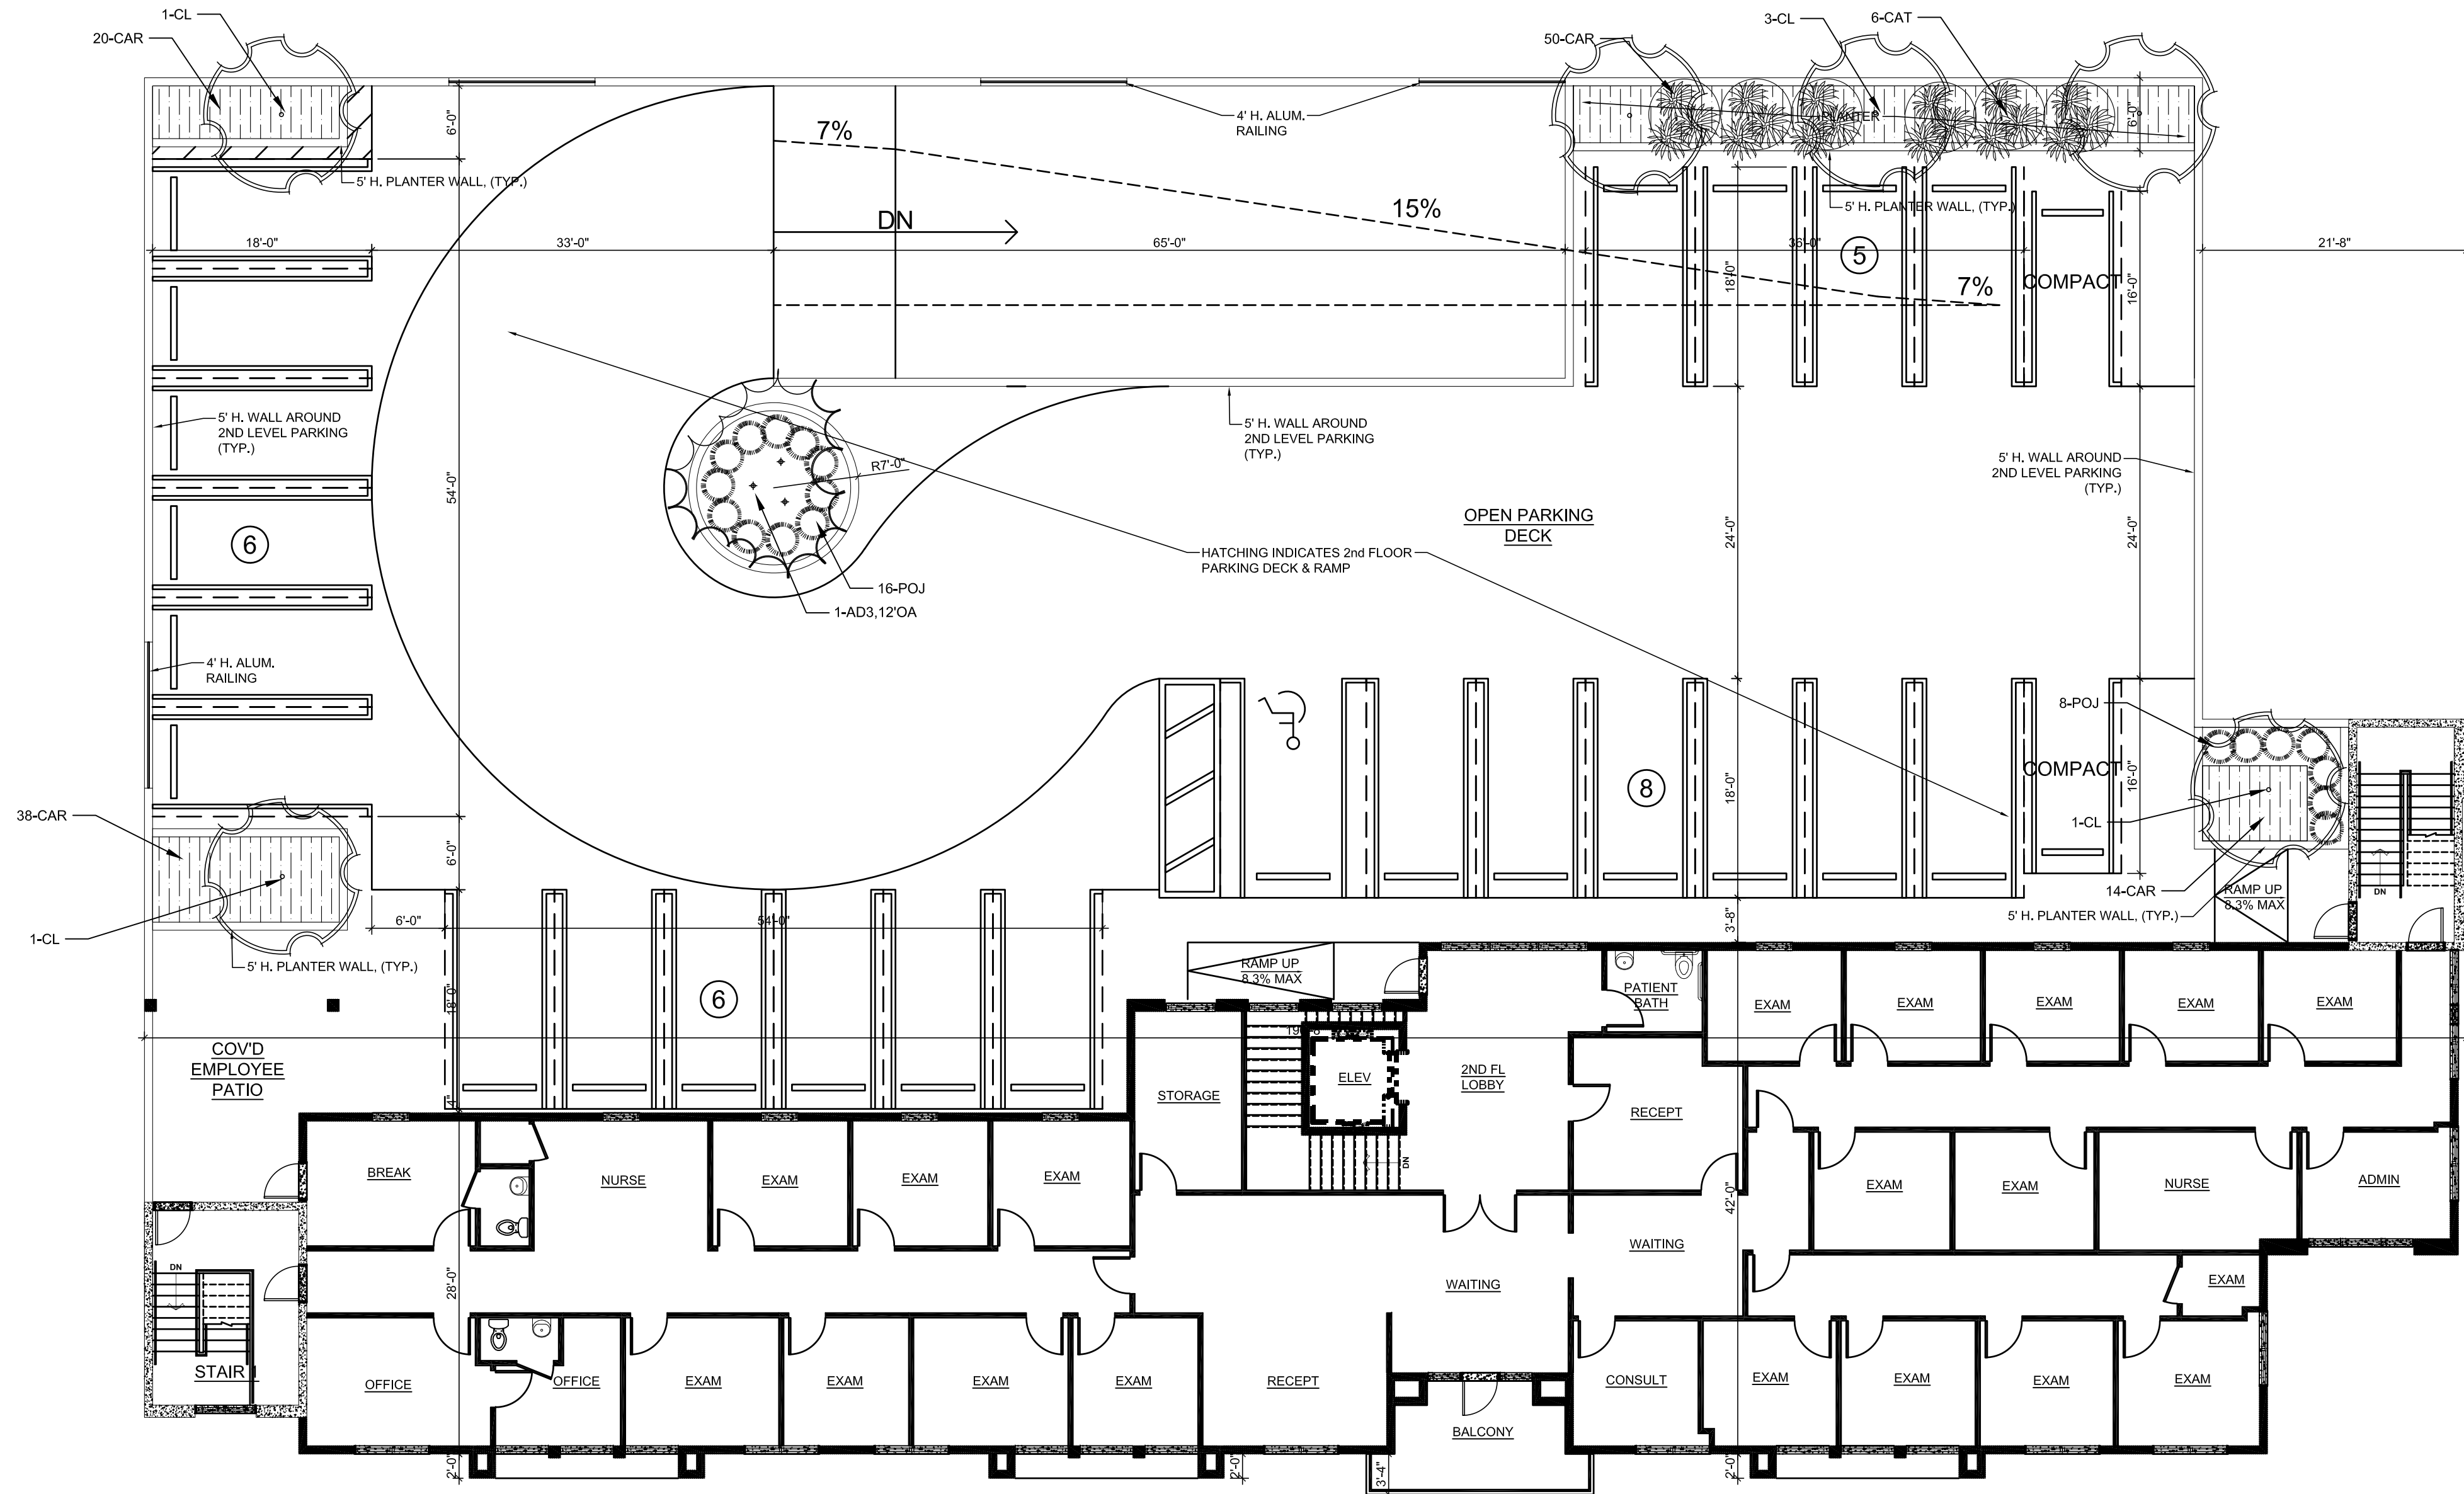 1-CL
20-CAR
3-CL
6-CAT
50-CAR
4' H. ALUM.
RAILING
PLANTER
6'-0"
6'-0"
7%
5' H. PLANTER WALL, (TYP.)
15%
5' H. PLANTER WALL, (TYP.)
DN
18'-0"
33'-0"
65'-0"
36'-0"
5
21'-8"
18'-0"
7%
COMPACT
16'-0"
5' H. WALL AROUND
2ND LEVEL PARKING
(TYP.)
5' H. WALL AROUND
2ND LEVEL PARKING
(TYP.)
R7'-0"
5' H. WALL AROUND
2ND LEVEL PARKING
(TYP.)
54'-0"
OPEN PARKING
DECK
24'-0"
24'-0"
6
HATCHING INDICATES 2nd FLOOR
PARKING DECK & RAMP
16-POJ
1-AD3,12'OA
4' H. ALUM.
RAILING
8-POJ
COMPACT
8
18'-0"
16'-0"
38-CAR
1-CL
6'-0"
14-CAR
RAMP UP
8.3% MAX
DN
5' H. PLANTER WALL, (TYP.)
6'-0"
54'-0"
3'-8"
1-CL
5' H. PLANTER WALL, (TYP.)
RAMP UP
8.3% MAX
18'-0"
6
PATIENT
BATH
EXAM
EXAM
EXAM
EXAM
EXAM
COV'D
EMPLOYEE
PATIO
ELEV
2ND FL
LOBBY
STORAGE
RECEPT
4"
DN
BREAK
NURSE
EXAM
EXAM
EXAM
42'-0"
EXAM
EXAM
NURSE
ADMIN
WAITING
DN
28'-0"
WAITING
EXAM
STAIR 1
OFFICE
OFFICE
EXAM
EXAM
EXAM
EXAM
RECEPT
CONSULT
EXAM
EXAM
EXAM
EXAM
BALCONY
2'-0"
2'-0"
3'-4"
2'-0"